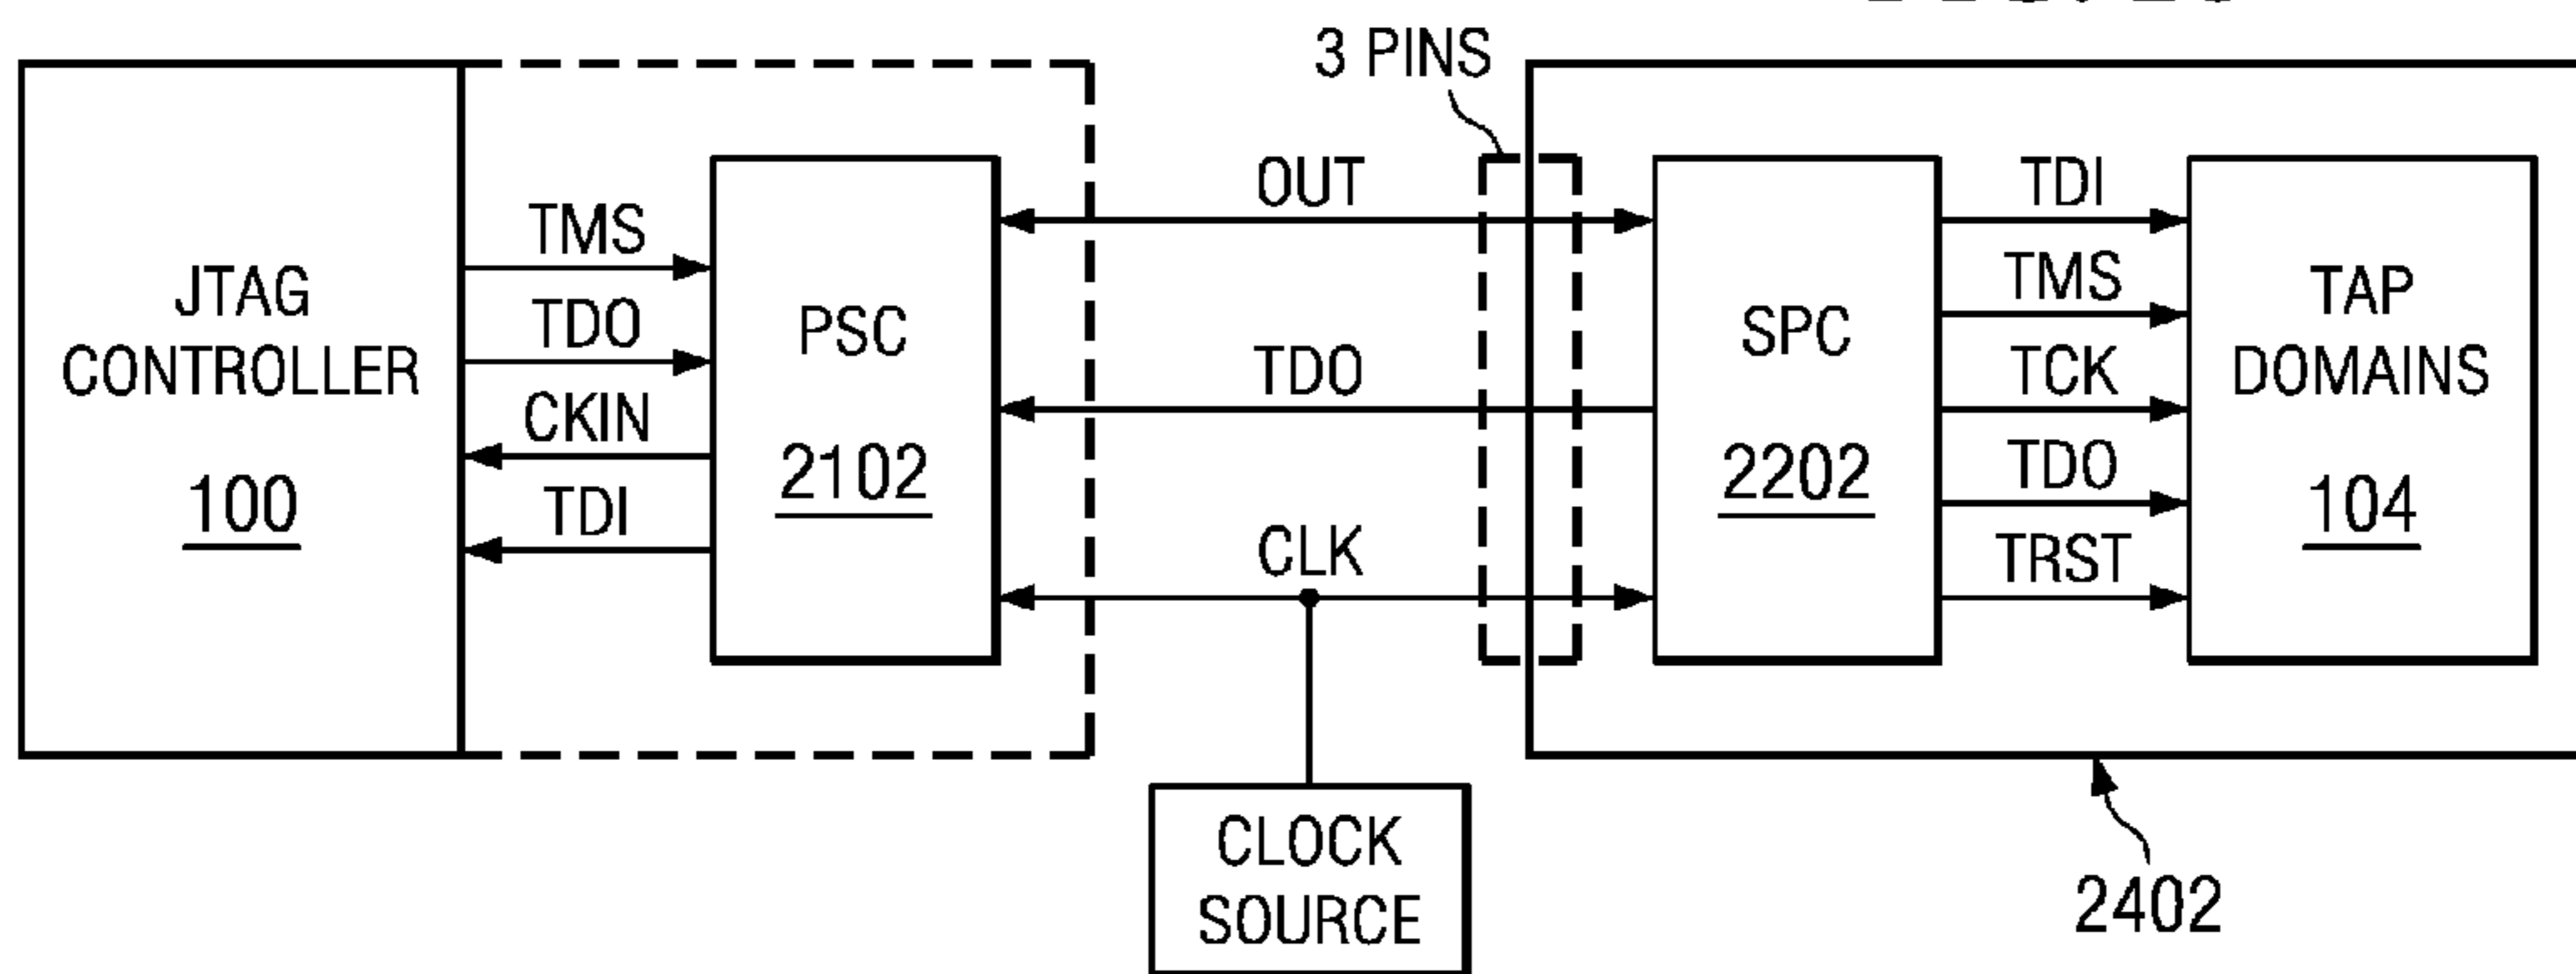 3 PINS
JTAG
CONTROLLER
100
TMS
TDO
CKIN
TDI
PSC
2102
OUT
TDO
CLK
CLOCK
SOURCE
SPC
2202
TDI
TMS
TCK
TDO
TRST
TAP
DOMAINS
104
2402